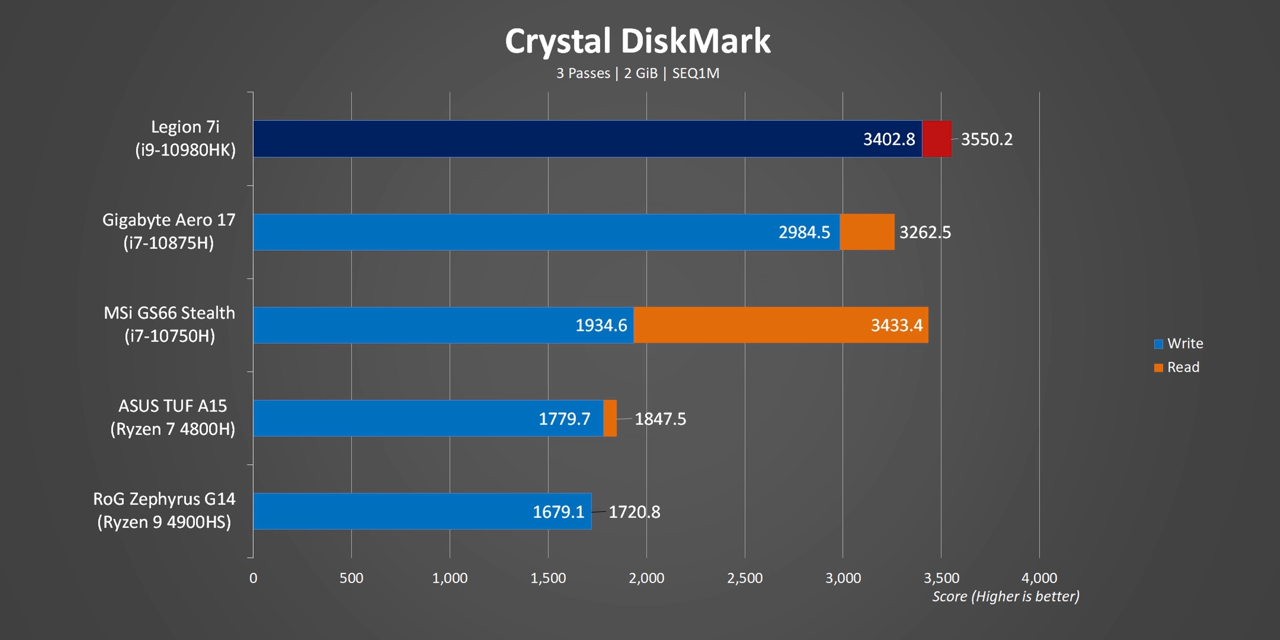 Crystal DiskMark
3 Passes | 2 GiB | SEQ1M
Legion 7i
(i9-10980HK)
3402.8
3550.2
Gigabyte Aero 17
(i7-10875H)
2984.5
3262.5
MSi GS66 Stealth
(i7-10750H)
1934.6
3433.4
ASUS TUF A15
(Ryzen 7 4800H)
1779.7
1847.5
RoG Zephyrus G14
(Ryzen 9 4900HS)
1679.1
1720.8
Write
Read
0 500 1,000 1,500 2,000 2,500 3,000 3,500 4,000
Score (Higher is better)